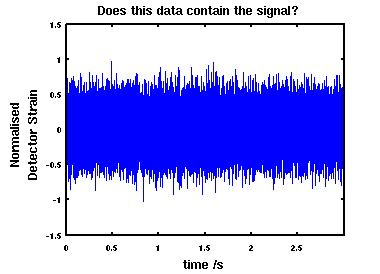 Does this data contain the signal?
1.5
1
0.5
0
-0.5
-1
-1.5
Normalised
Detector Strain
0 0.5 1 1.5 2 2.5
time /s